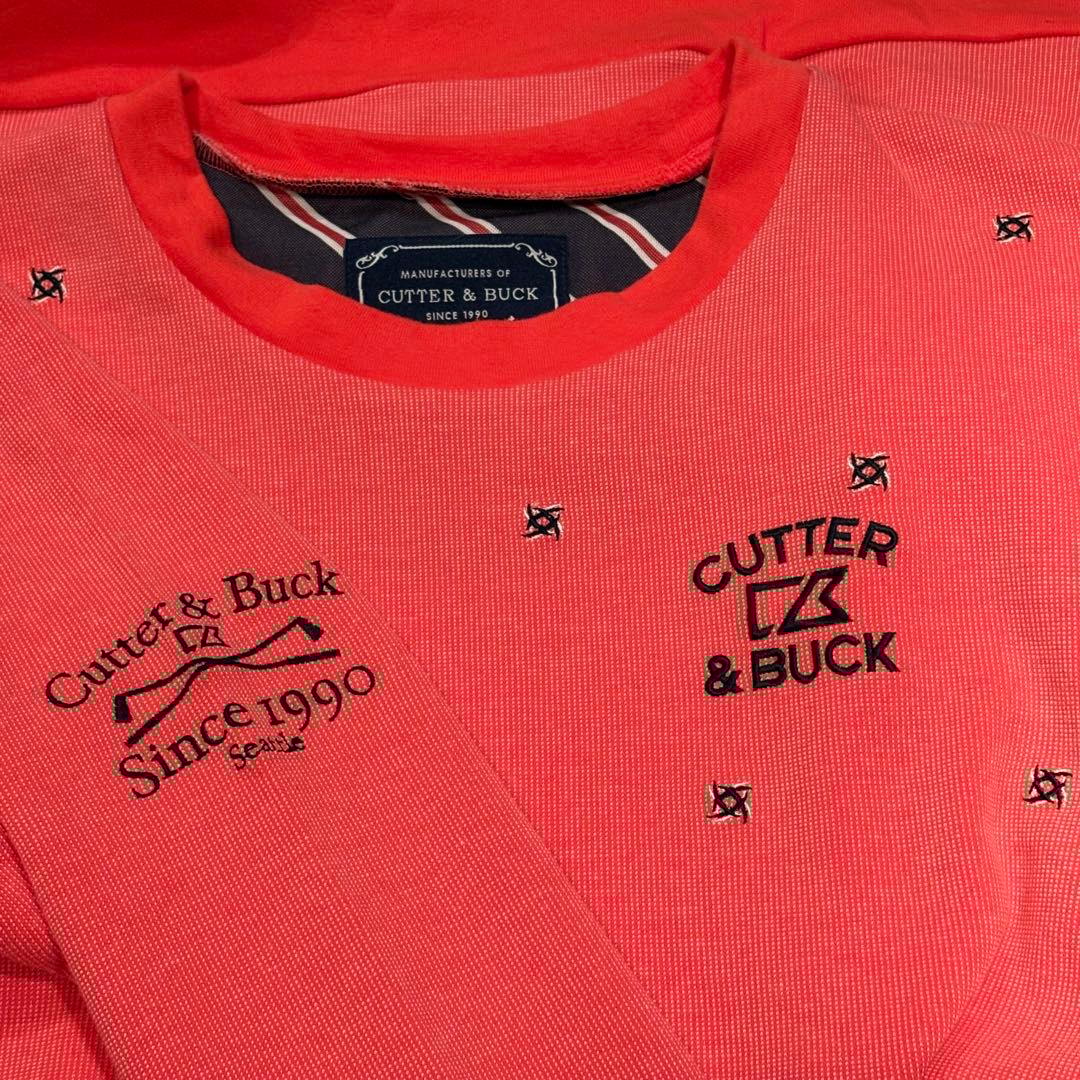 MANUFACTURERS OF
CUTTER & BUCK
SINCE 1990
CUTTER
& BUCK
Cutter & Buck
Since 1990
Seattle